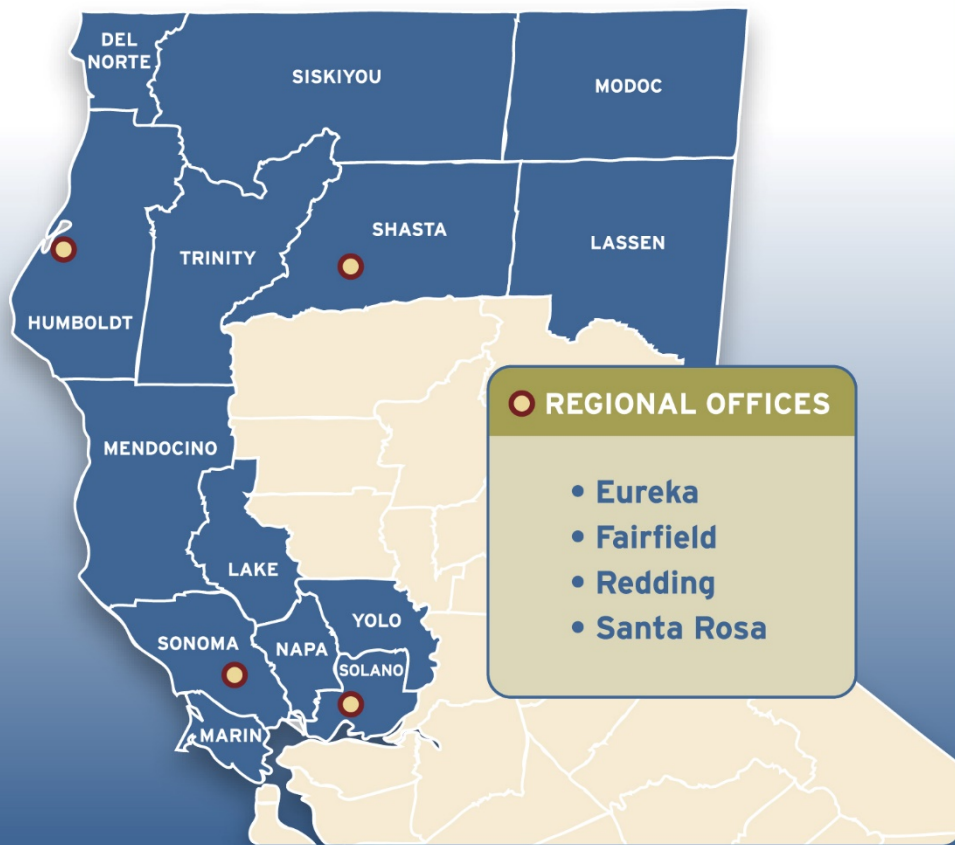 DEL
NORTE
SISKIYOU
MODOC
SHASTA
LASSEN
TRINITY
HUMBOLDT
MENDOCINO
LAKE
YOLO
SONOMA
NAPA
SOLANO
MARIN
REGIONAL OFFICES
• Eureka
• Fairfield
• Redding
• Santa Rosa